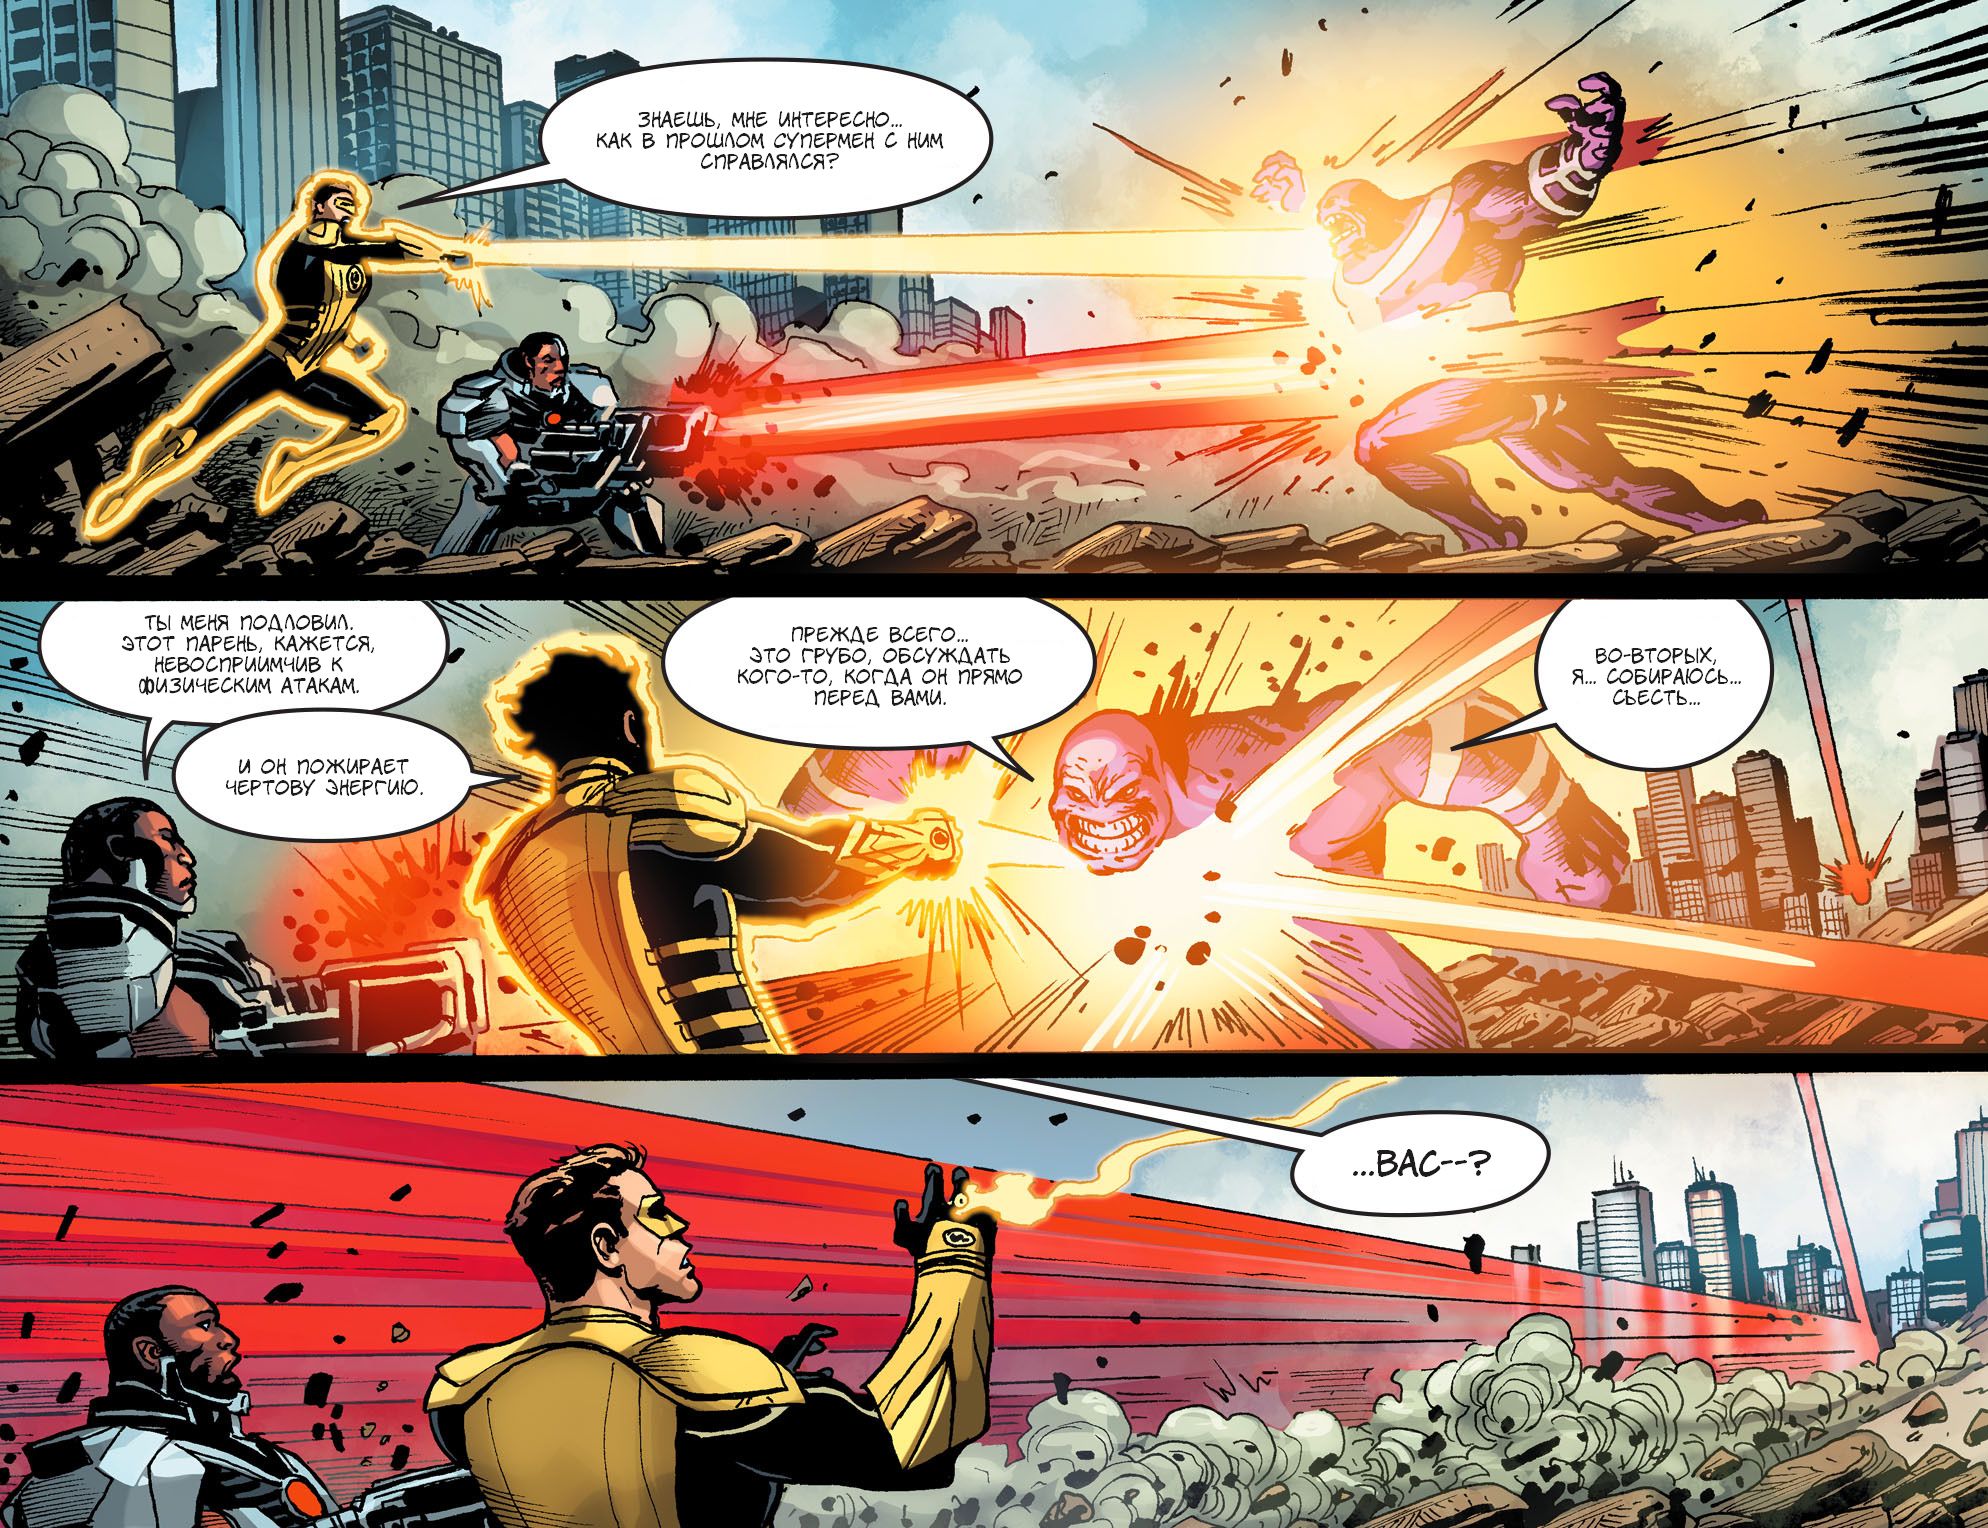 ЗНАЕШЬ, МНЕ ИНТЕРЕСНО...
КАК В ПРОШЛОМ СУПЕРМЕН С НИМ
СПРАВЛЯЛСЯ?
ТЫ МЕНЯ ПОДЛОВИЛ.
ЭТОТ ПАРЕНЬ, КАЖЕТСЯ,
НЕВОСПРИИМЧИВ К
ФИЗИЧЕСКИМ АТАКАМ.
И ОН ПОЖИРАЕТ
ЧЕРТОВУ ЭНЕРГИЮ.
ПРЕЖДЕ ВСЕГО...
ЭТО ГРУБО, ОБСУЖДАТЬ
КОГО-ТО, КОГДА ОН ПРЯМО
ПЕРЕД ВАМИ.
ВО-ВТОРЫХ,
Я... СОБИРАЮСЬ...
СЬЕСТЬ...
...ВАС--?